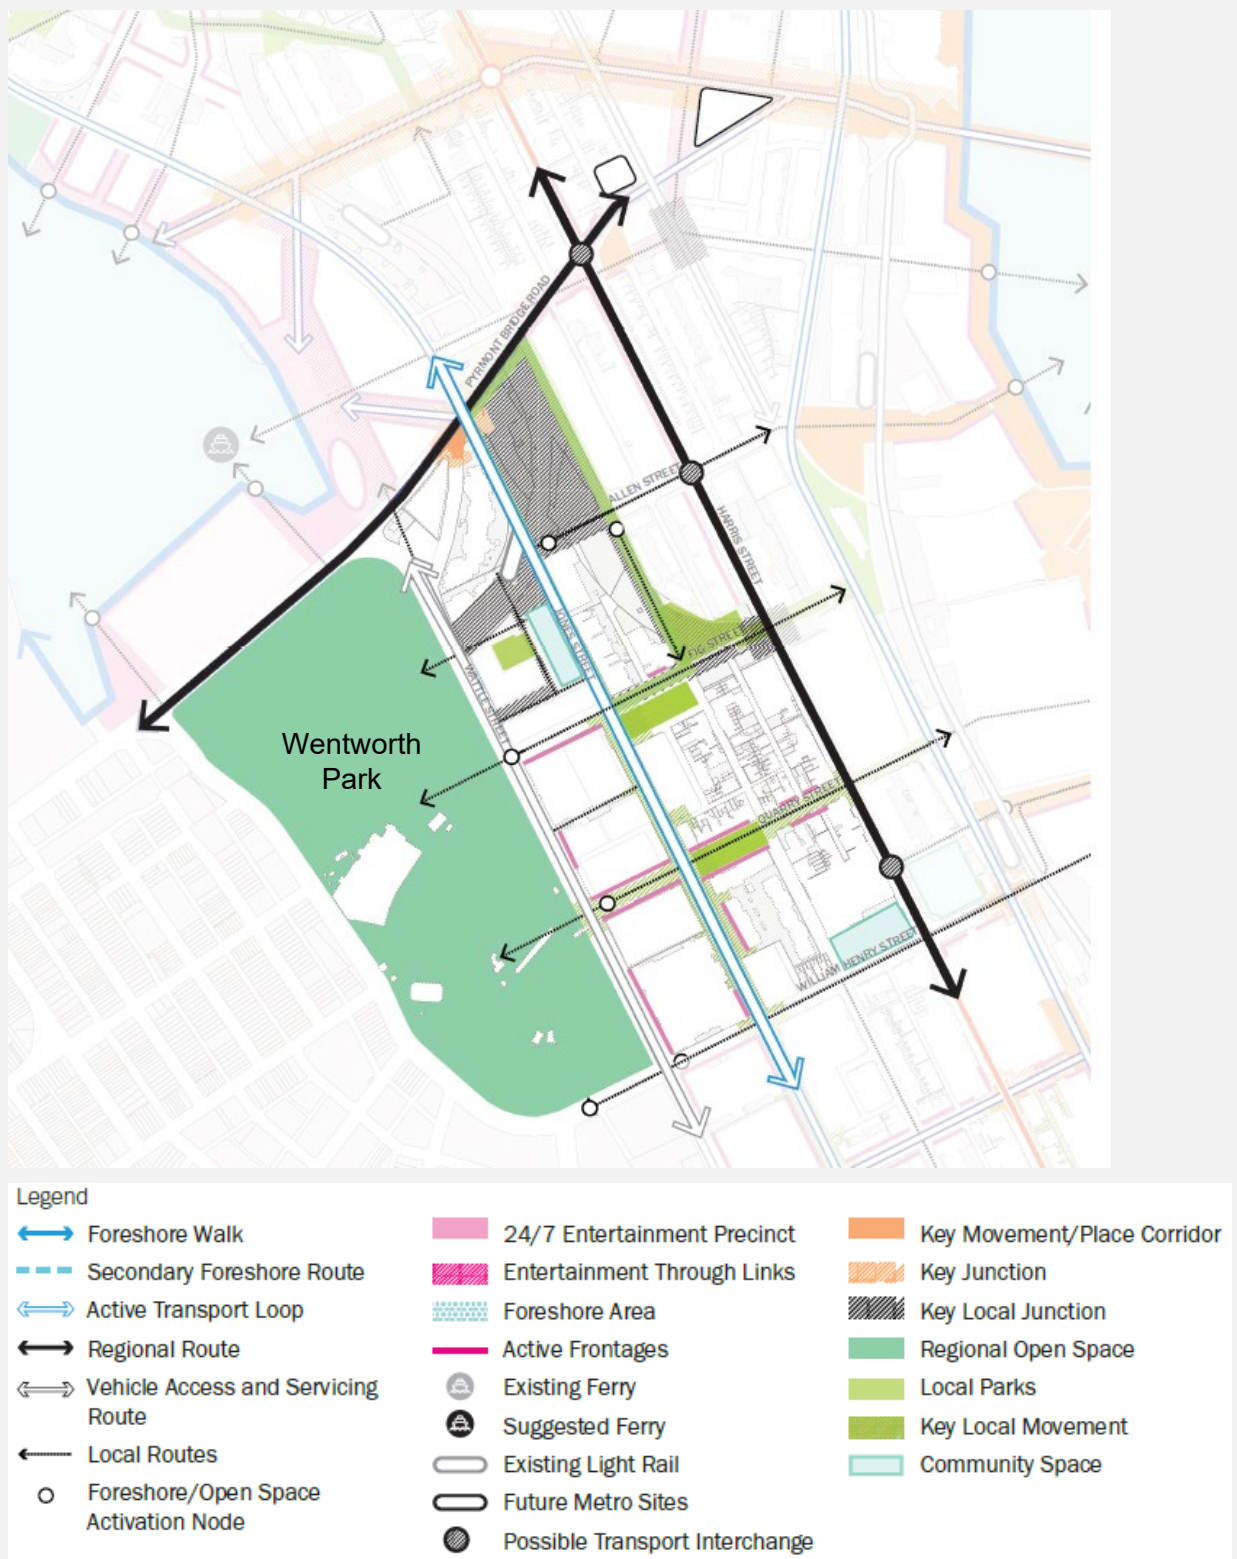 PYRMONT BRIDGE ROAD
ALLEN STREET
HARRIS STREET
JONES STREET
FIG STREET
WATTLE STREET
Wentworth
Park
QUARRY STREET
WILLIAM HENRY STREET
Legend
Foreshore Walk
Secondary Foreshore Route
Active Transport Loop
Regional Route
Vehicle Access and Servicing
Route
Local Routes
Foreshore/Open Space
Activation Node
24/7 Entertainment Precinct
Entertainment Through Links
Foreshore Area
Active Frontages
Existing Ferry
Suggested Ferry
Existing Light Rail
Future Metro Sites
Possible Transport Interchange
Key Movement/Place Corridor
Key Junction
Key Local Junction
Regional Open Space
Local Parks
Key Local Movement
Community Space